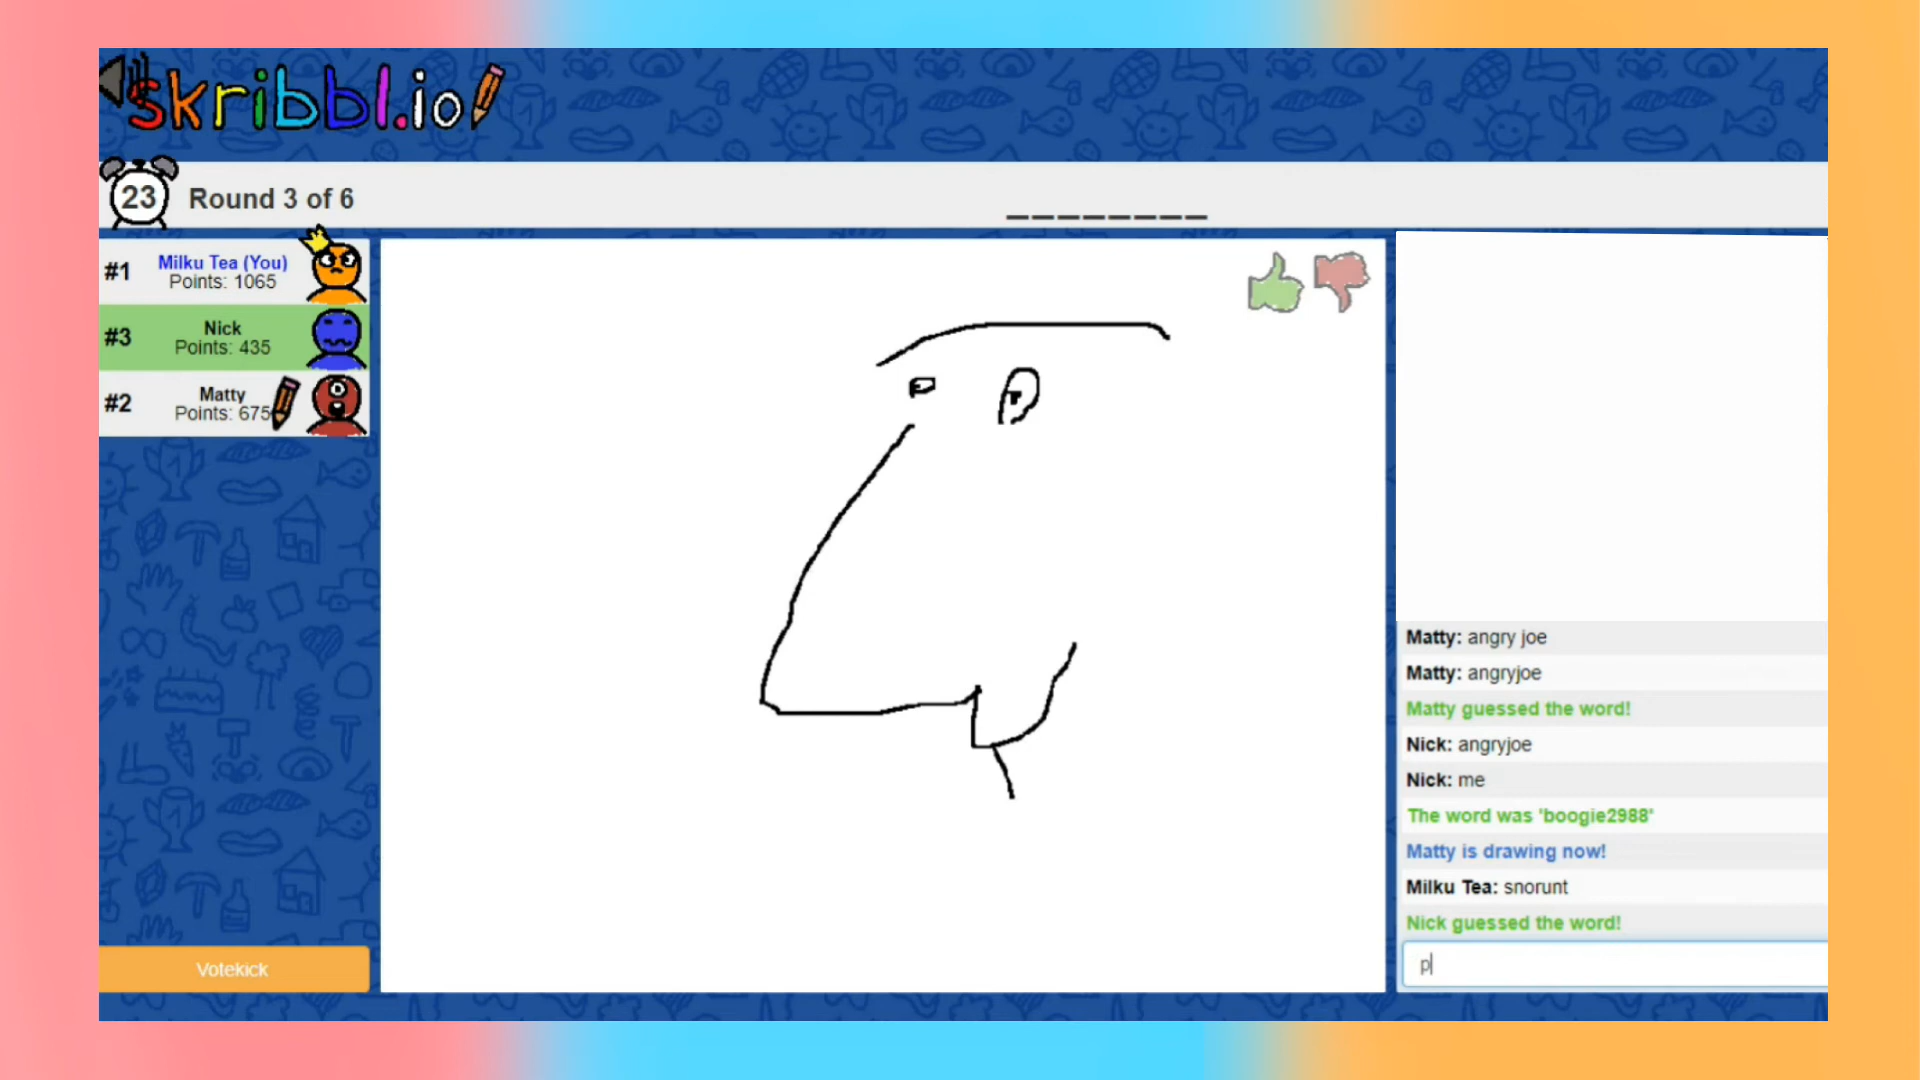 skribbl.io
23
Round 3 of 6
________
#1
Milku Tea (You)
Points: 1065
#3
Nick
Points: 435
#2
Matty
Points: 675
Matty: angry joe
Matty: angryjoe
Matty guessed the word!
Nick: angryjoe
Nick: me
The word was 'boogie2988'
Matty is drawing now!
Milku Tea: snorunt
Nick guessed the word!
p
Votekick